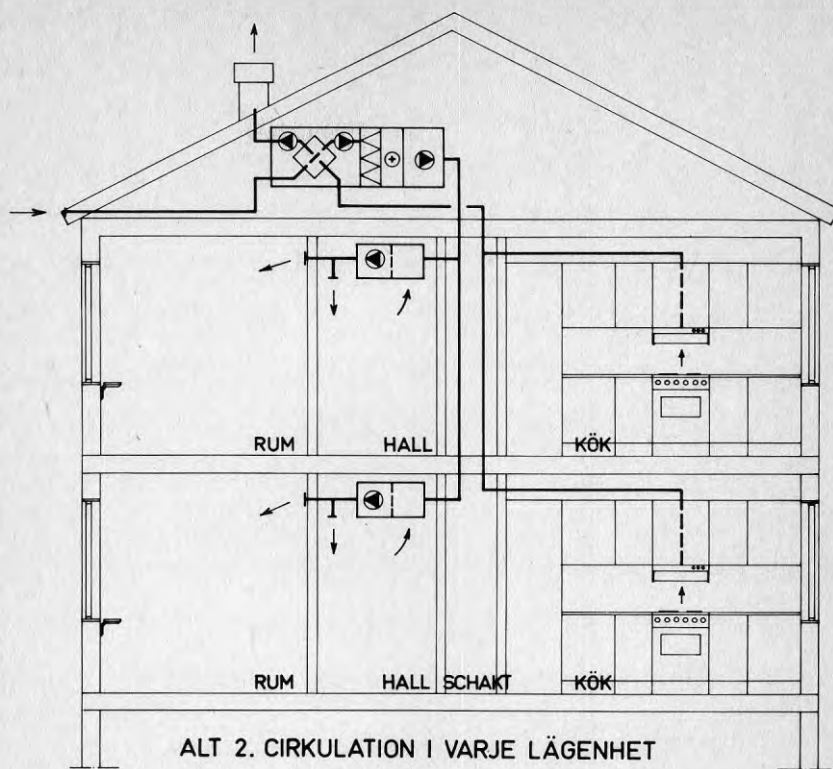 RUM HALL KÖK
RUM HALL SCHAKT KÖK
ALT 2. CIRKULATION I VARJE LÄGENHET